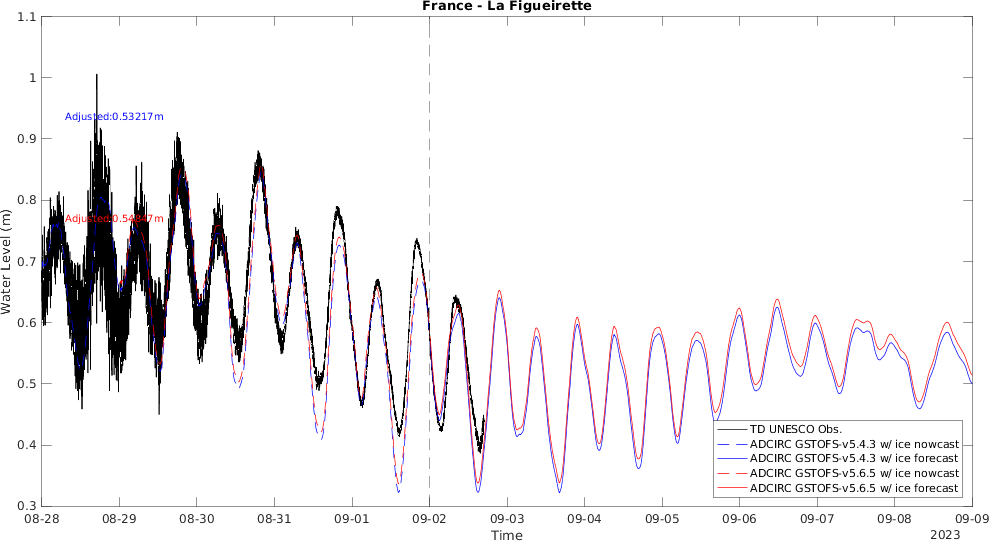 France - La Figueirette
1.1
1
0.9
0.8
0.7
0.6
0.5
0.4
0.3
Water Level (m)
Adjusted:0.53217m
TD UNESCO Obs.
ADCIRC GSTOFS-v5.4.3 w/ ice nowcast
ADCIRC GSTOFS-v5.4.3 w/ ice forecast
ADCIRC GSTOFS-v5.6.5 w/ ice nowcast
ADCIRC GSTOFS-v5.6.5 w/ ice forecast
08-28 08-29 08-30 08-31 09-01 09-02 09-03 09-04 09-05 09-06 09-07 09-08 09-09
Time
2023